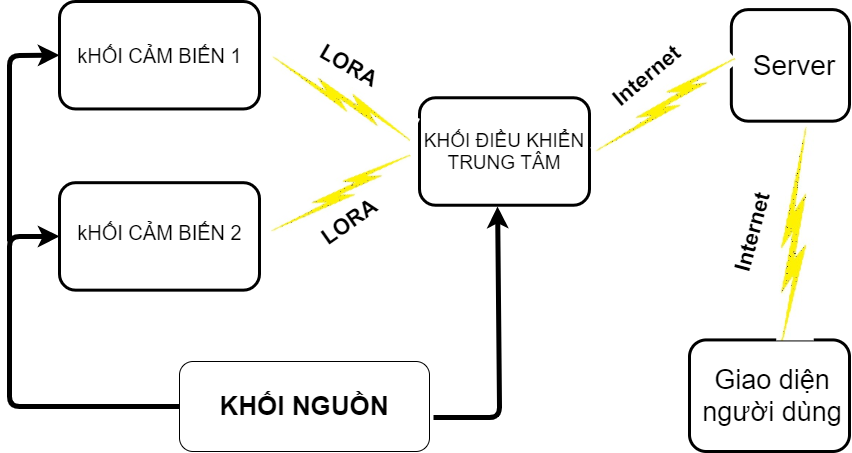 kHỐI CẢM BIẾN 1
LORA
Internet
Server
KHỐI ĐIỀU KHIỂN
TRUNG TÂM
kHỐI CẢM BIẾN 2
LORA
Internet
KHỐI NGUỒN
Giao diện
người dùng